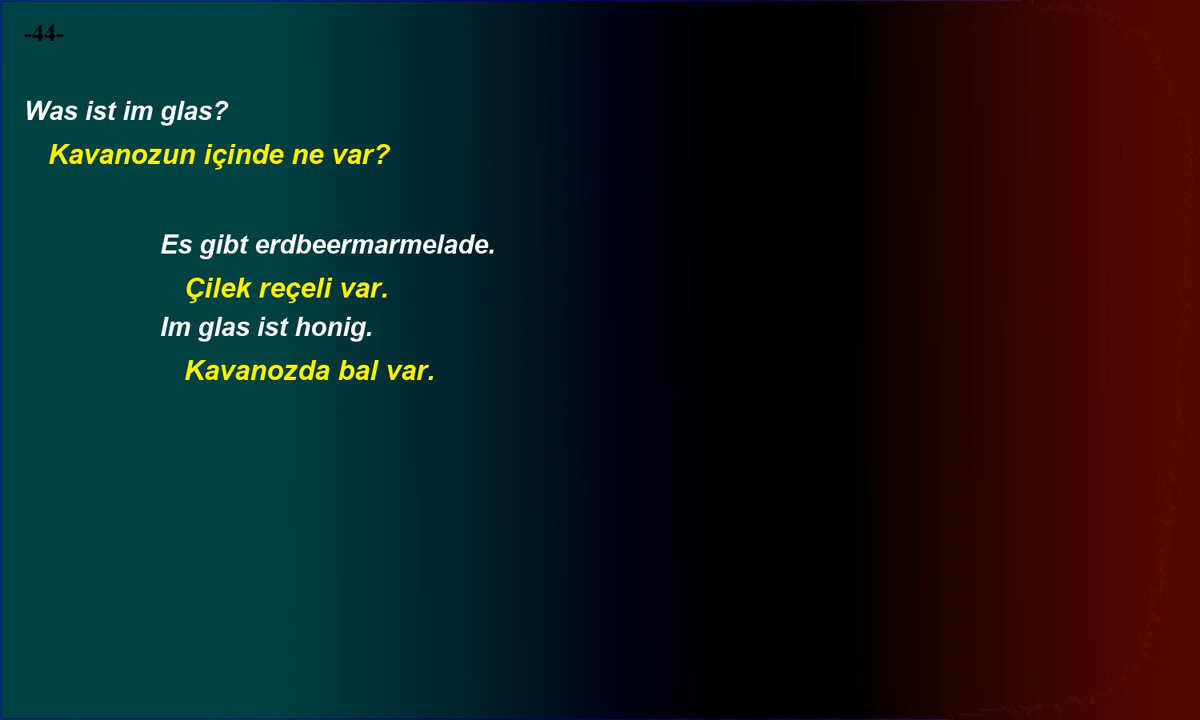 -44-
Was ist im glas?
Kavanozun içinde ne var?
Es gibt erdbeermarmelade.
Çilek reçeli var.
Im glas ist honig.
Kavanozda bal var.